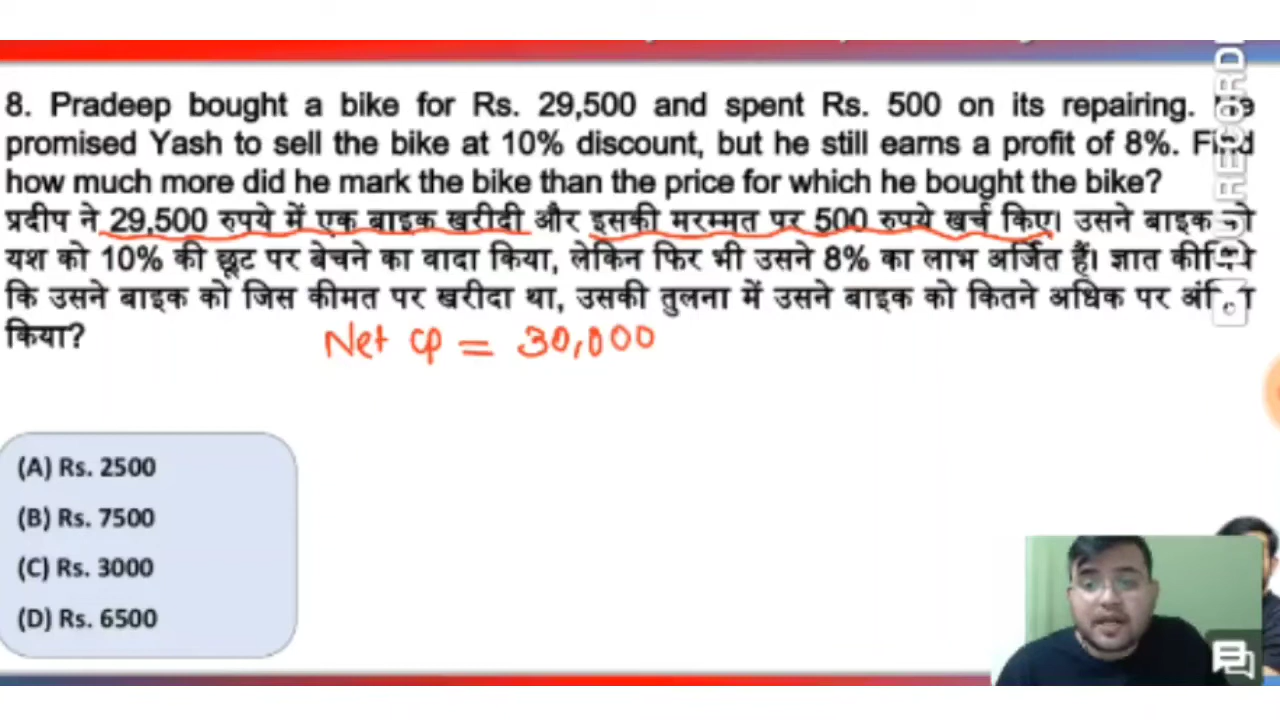 8. Pradeep bought a bike for Rs. 29,500 and spent Rs. 500 on its repairing.
promised Yash to sell the bike at 10% discount, but he still earns a profit of 8%. Find
how much more did he mark the bike than the price for which he bought the bike?
प्रदीप ने 29,500 रुपये में एक बाइक खरीदी और इसकी मरम्मत पर 500 रुपये खर्च किए। उसने बाइक को
यश को 10% की छूट पर बेचने का वादा किया, लेकिन फिर भी उसने 8% का लाभ अर्जित हैं। ज्ञात
कि उसने बाइक को जिस कीमत पर खरीदा था, उसकी तुलना में उसने बाइक को कितने अधिक पर
किया?
Net CP = 30,000
(A) Rs. 2500
(B) Rs. 7500
(C) Rs. 3000
(D) Rs. 6500